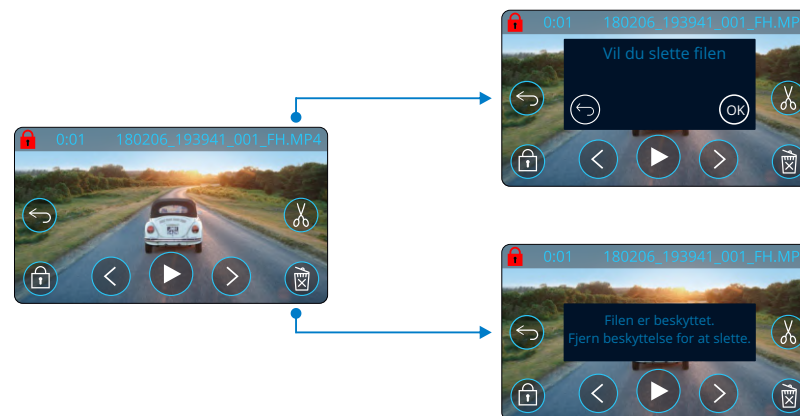 0:01 180206_193941_001_FH.MP4
0:01 180206_193941_001_FH.MP
Vil du slette filen
OK
0:01 180206_193941_001_FH.MP
Filen er beskyttet.
Fjern beskyttelse for at slette.